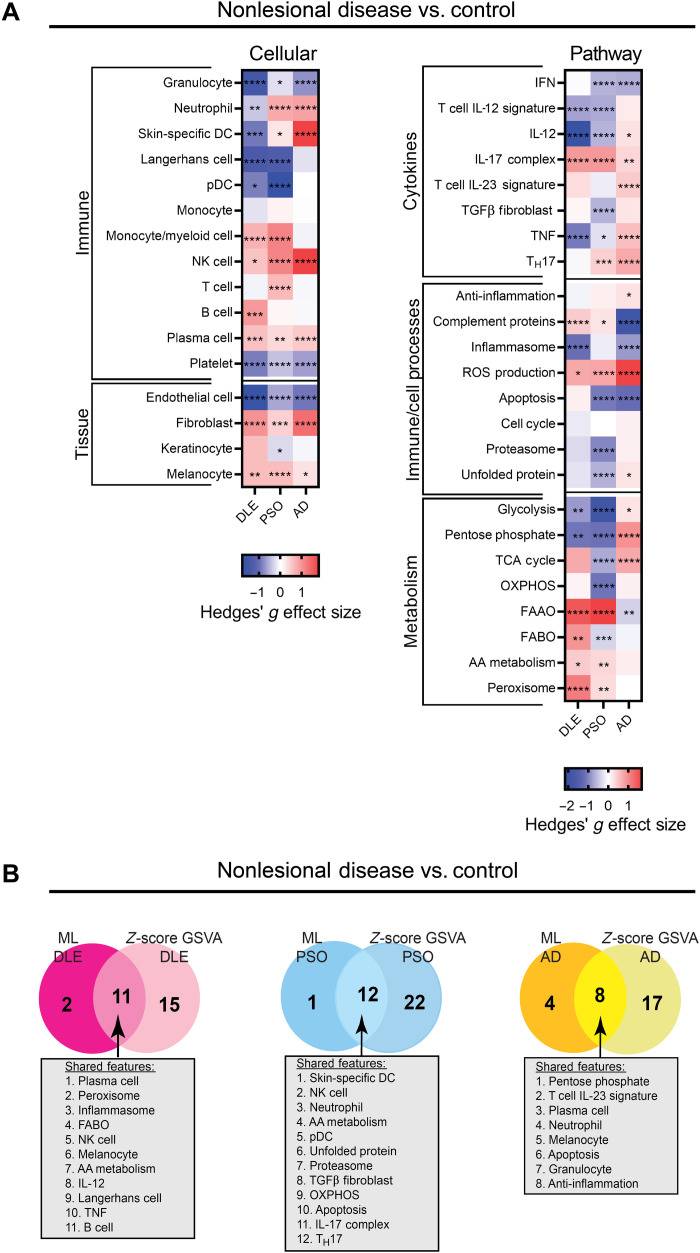 A
Nonlesional disease vs. control
Cellular
Immune
Granulocyte **** * ****
Neutrophil ** **** ****
Skin-specific DC *** * ****
Langerhans cell **** ****
pDC * ****
Monocyte
Monocyte/myeloid cell **** ****
NK cell * **** ****
T cell ****
B cell ***
Plasma cell *** ** ****
Platelet **** **** ****
Tissue
Endothelial cell **** **** ****
Fibroblast **** *** ****
Keratinocyte *
Melanocyte ** **** *
DLE PSO AD
−1 0 1
Hedges' g effect size
Pathway
Cytokines
IFN **** ****
T cell IL-12 signature **** ****
IL-12 **** **** *
IL-17 complex **** **** **
T cell IL-23 signature ****
TGFβ fibroblast ****
TNF **** * ****
TH17 *** ****
Immune/cell processes
Anti-inflammation *
Complement proteins **** * ****
Inflammasome **** ****
ROS production * **** ****
Apoptosis **** ****
Cell cycle
Proteasome ****
Unfolded protein **** *
Metabolism
Glycolysis ** **** *
Pentose phosphate ** **** ****
TCA cycle **** ****
OXPHOS ****
FAAO **** **** **
FABO ** ***
AA metabolism * **
Peroxisome **** **
DLE PSO AD
−2 −1 0 1
Hedges' g effect size
B
Nonlesional disease vs. control
ML DLE
Z-score GSVA DLE
2 11 15
Shared features:
1. Plasma cell
2. Peroxisome
3. Inflammasome
4. FABO
5. NK cell
6. Melanocyte
7. AA metabolism
8. IL-12
9. Langerhans cell
10. TNF
11. B cell
ML PSO
Z-score GSVA PSO
1 12 22
Shared features:
1. Skin-specific DC
2. NK cell
3. Neutrophil
4. AA metabolism
5. pDC
6. Unfolded protein
7. Proteasome
8. TGFβ fibroblast
9. OXPHOS
10. Apoptosis
11. IL-17 complex
12. TH17
ML AD
Z-score GSVA AD
4 8 17
Shared features:
1. Pentose phosphate
2. T cell IL-23 signature
3. Plasma cell
4. Neutrophil
5. Melanocyte
6. Apoptosis
7. Granulocyte
8. Anti-inflammation